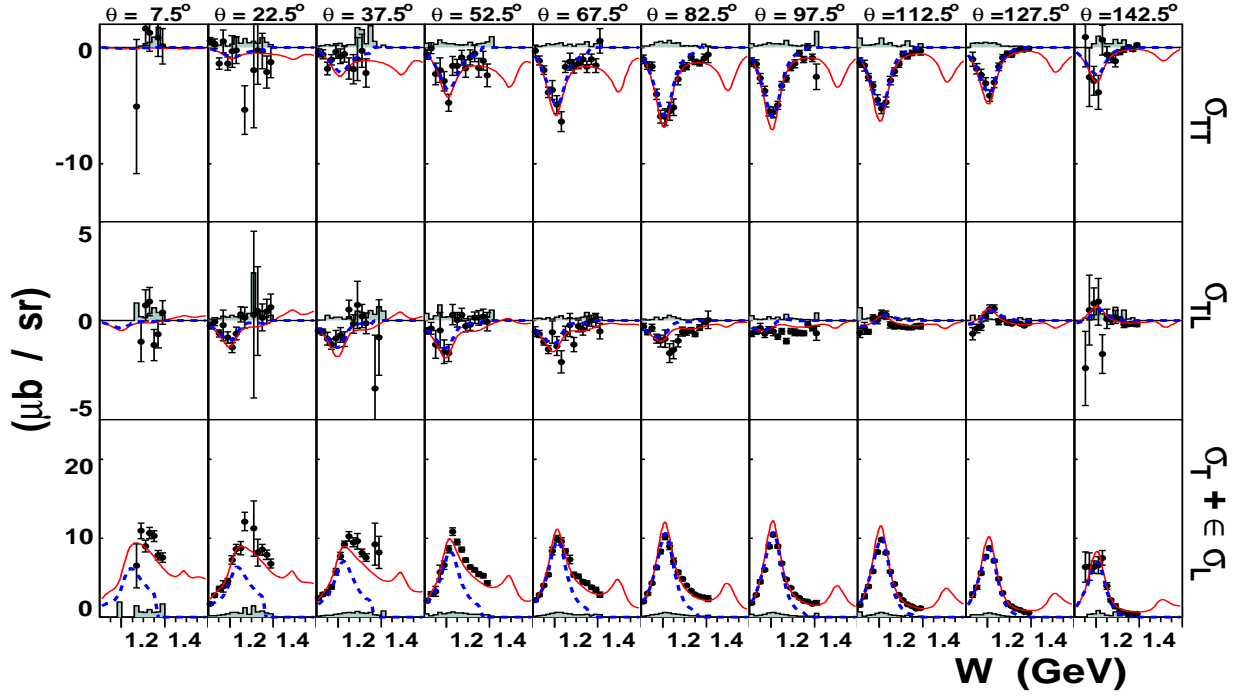 θ = 7.5° θ = 22.5° θ = 37.5° θ = 52.5° θ = 67.5° θ = 82.5° θ = 97.5° θ =112.5° θ =127.5° θ =142.5°
0
-10
σTT
5
0
-5
σTL
20
10
0
σT + ϵ σL
(μb / sr)
1.2 1.4 1.2 1.4 1.2 1.4 1.2 1.4 1.2 1.4 1.2 1.4 1.2 1.4 1.2 1.4 1.2 1.4 1.2 1.4
W (GeV)